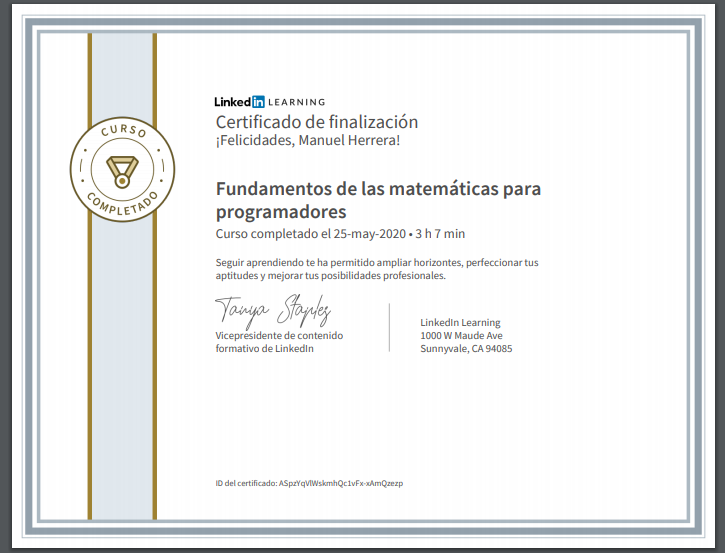 CURSO
COMPLETADO
Linked in LEARNING
Certificado de finalización
¡Felicidades, Manuel Herrera!
Fundamentos de las matemáticas para
programadores
Curso completado el 25-may-2020 • 3 h 7 min
Seguir aprendiendo te ha permitido ampliar horizontes, perfeccionar tus
aptitudes y mejorar tus posibilidades profesionales.
Tanya Staples
Vicepresidente de contenido
formativo de LinkedIn
LinkedIn Learning
1000 W Maude Ave
Sunnyvale, CA 94085
ID del certificado: ASpzYqVlWskmhQc1vFx-xAmQzezp